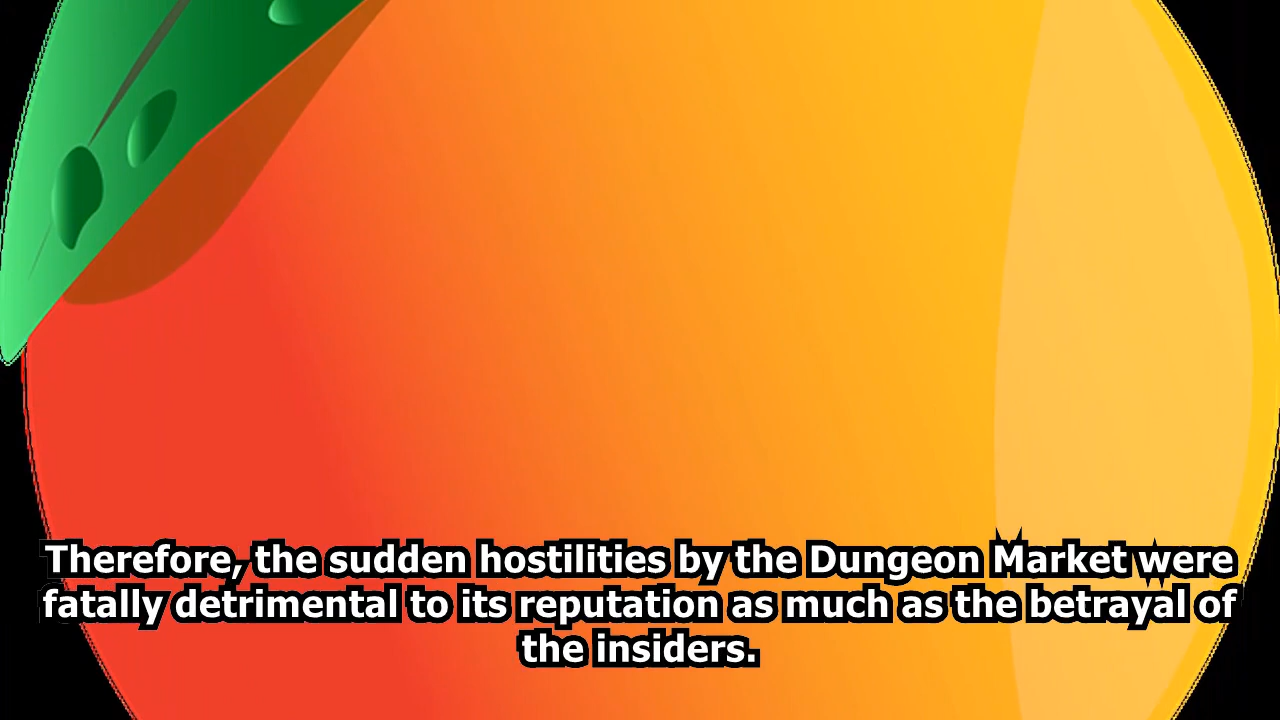 Therefore, the sudden hostilities by the Dungeon Market were
fatally detrimental to its reputation as much as the betrayal of
the insiders.